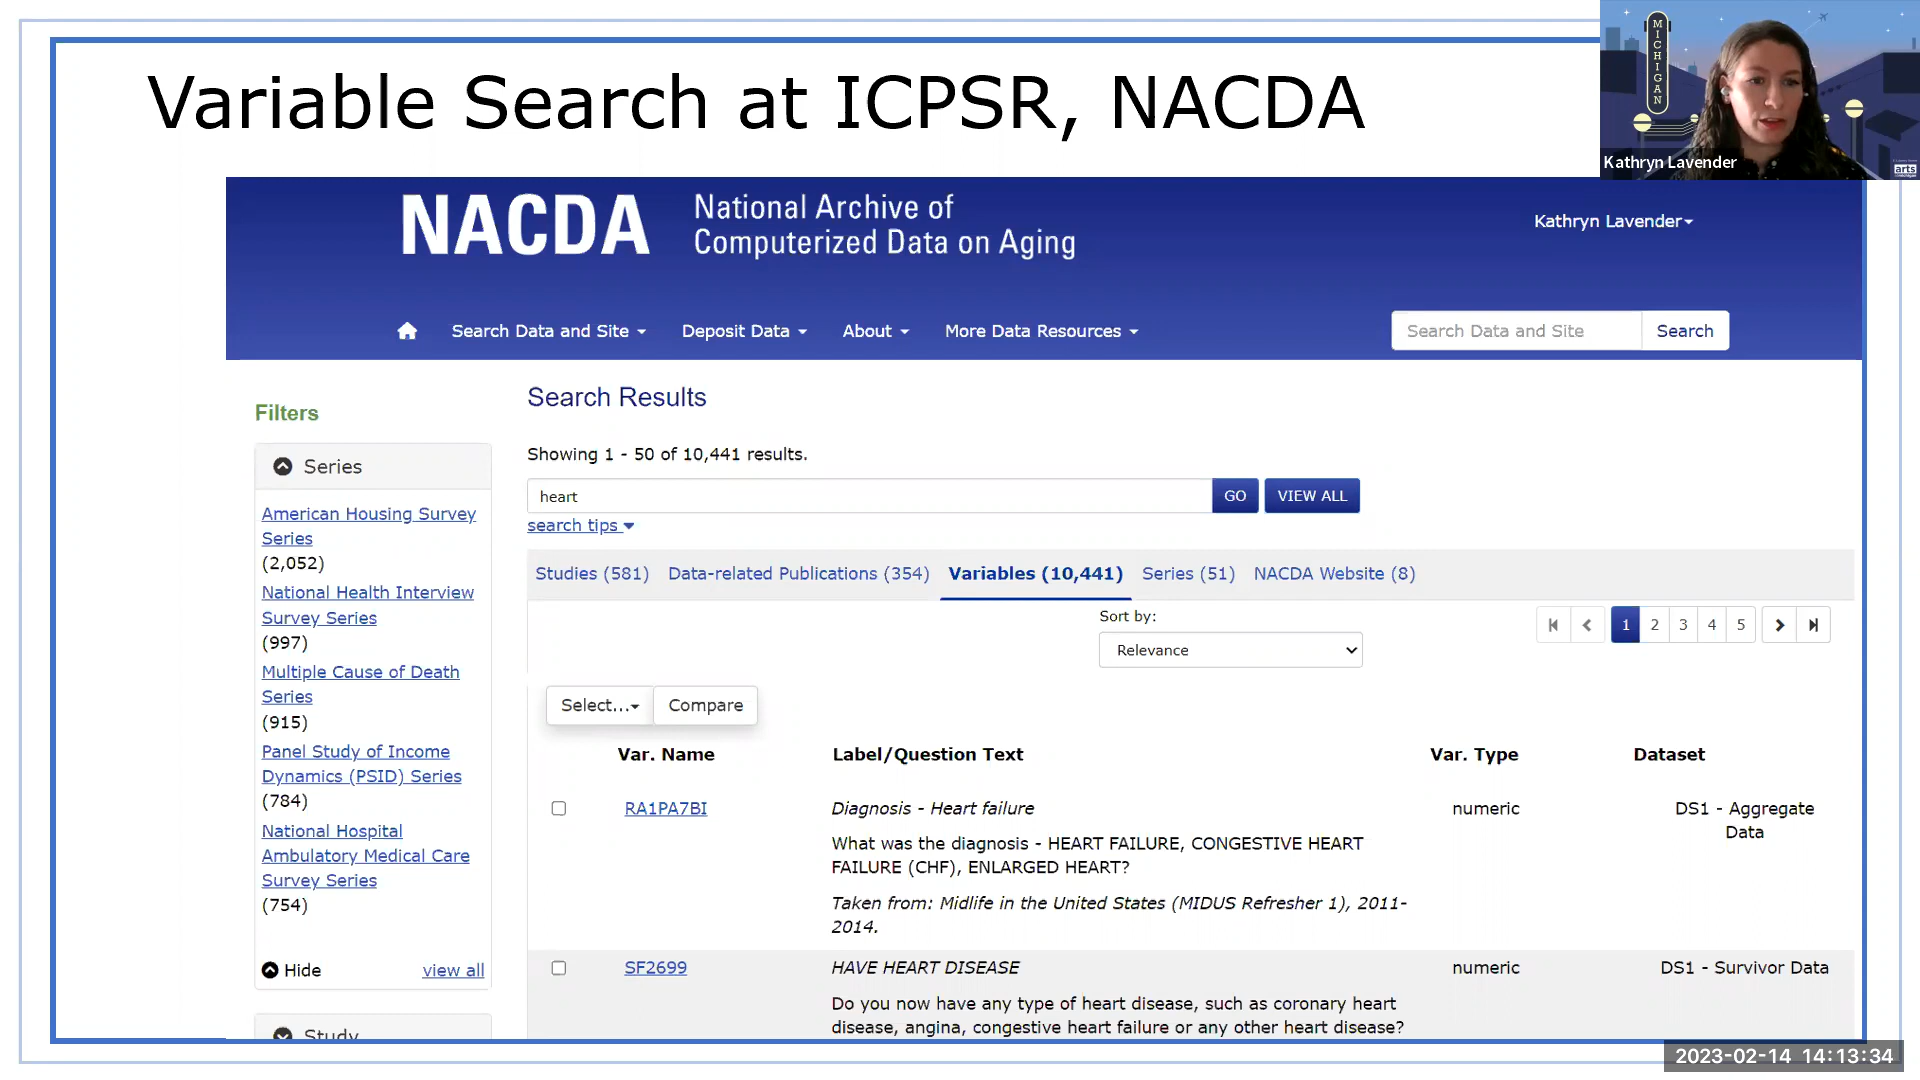 Variable Search at ICPSR, NACDA
MICHIGAN
Kathryn Lavender
arts
NACDA
National Archive of
Computerized Data on Aging
Kathryn Lavender
Search Data and Site
Deposit Data
About
More Data Resources
Search Data and Site
Search
Filters
Series
American Housing Survey
Series
(2,052)
National Health Interview
Survey Series
(997)
Multiple Cause of Death
Series
(915)
Panel Study of Income
Dynamics (PSID) Series
(784)
National Hospital
Ambulatory Medical Care
Survey Series
(754)
Hide
view all
Study
Search Results
Showing 1 - 50 of 10,441 results.
heart
GO
VIEW ALL
search tips
Studies (581)
Data-related Publications (354)
Variables (10,441)
Series (51)
NACDA Website (8)
Sort by:
Relevance
1 2 3 4 5
Select...
Compare
Var. Name
Label/Question Text
Var. Type
Dataset
RA1PA7BI
Diagnosis - Heart failure
What was the diagnosis - HEART FAILURE, CONGESTIVE HEART
FAILURE (CHF), ENLARGED HEART?
Taken from: Midlife in the United States (MIDUS Refresher 1), 2011-
2014.
numeric
DS1 - Aggregate
Data
SF2699
HAVE HEART DISEASE
Do you now have any type of heart disease, such as coronary heart
disease, angina, congestive heart failure or any other heart disease?
numeric
DS1 - Survivor Data
2023-02-14 14:13:34